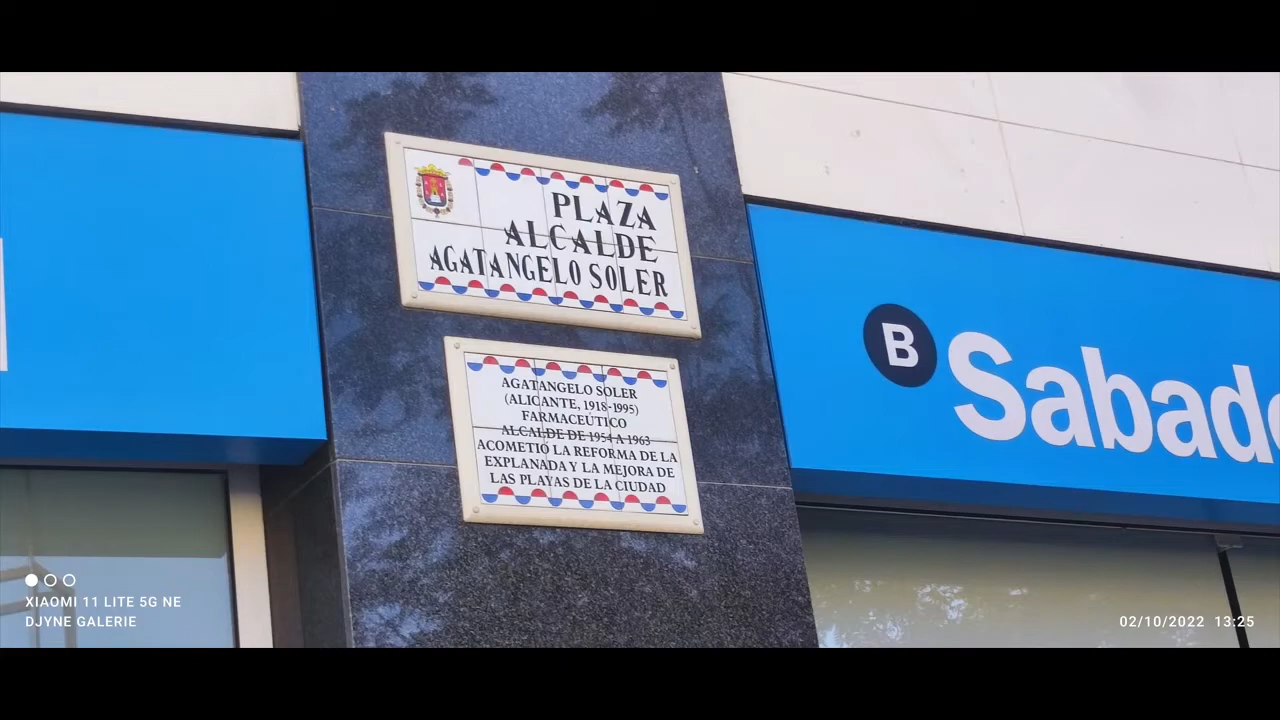 PLAZA
ALCALDE
AGATANGELO SOLER
AGATANGELO SOLER
(ALICANTE, 1918-1995)
FARMACEÚTICO
ALCALDE DE 1954 A 1963
ACOMETIÓ LA REFORMA DE LA
EXPLANADA Y LA MEJORA DE
LAS PLAYAS DE LA CIUDAD
B Sabade
XIAOMI 11 LITE 5G NE
DJYNE GALERIE
02/10/2022 13:25